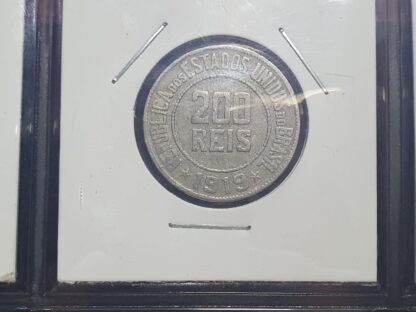 REPUBLICA DOS ESTADOS UNIDOS DO BRASIL
200
REIS
1919